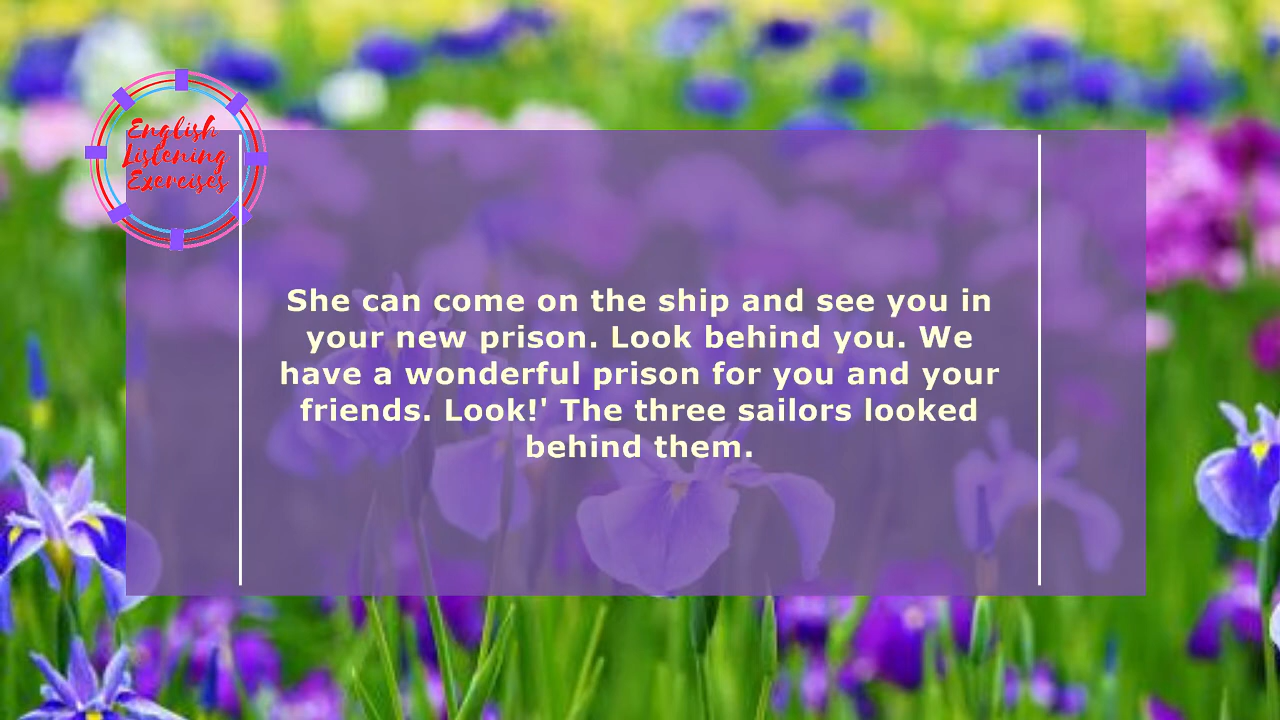 English
Listening
Exercises
She can come on the ship and see you in
your new prison. Look behind you. We
have a wonderful prison for you and your
friends. Look!' The three sailors looked
behind them.